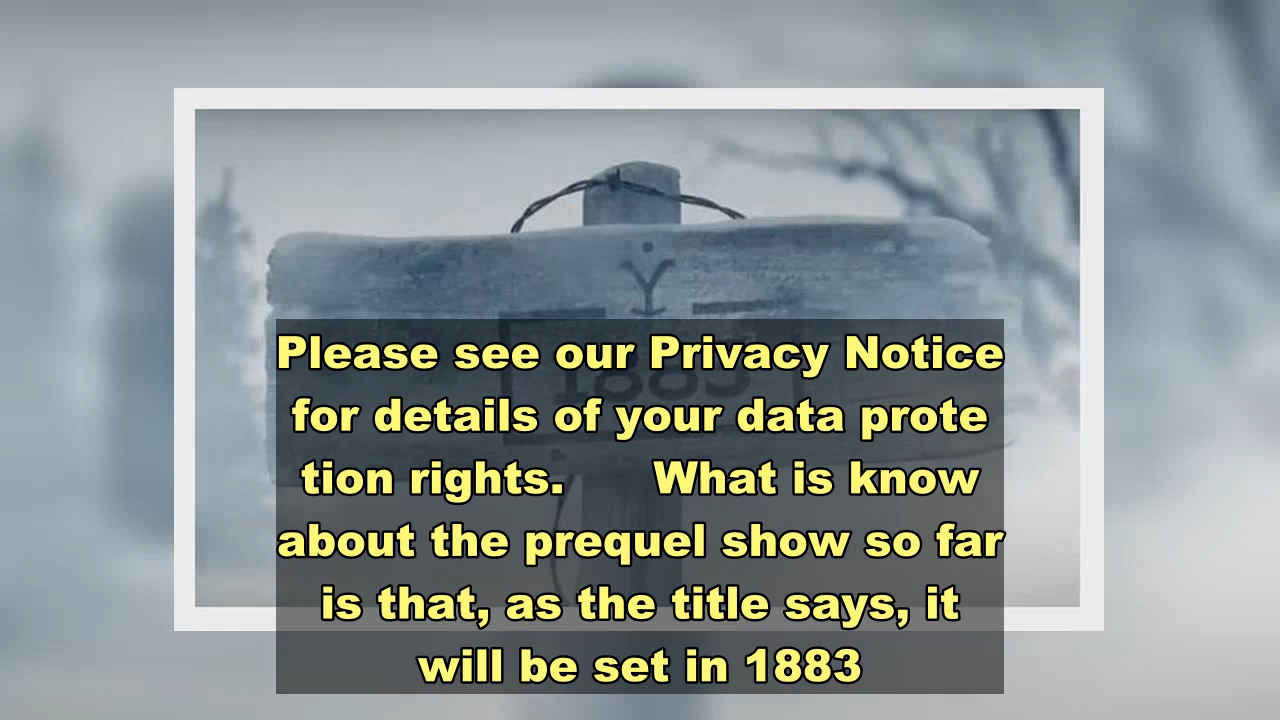 Y
1883
Please see our Privacy Notice
for details of your data prote
tion rights. What is know
about the prequel show so far
is that, as the title says, it
will be set in 1883